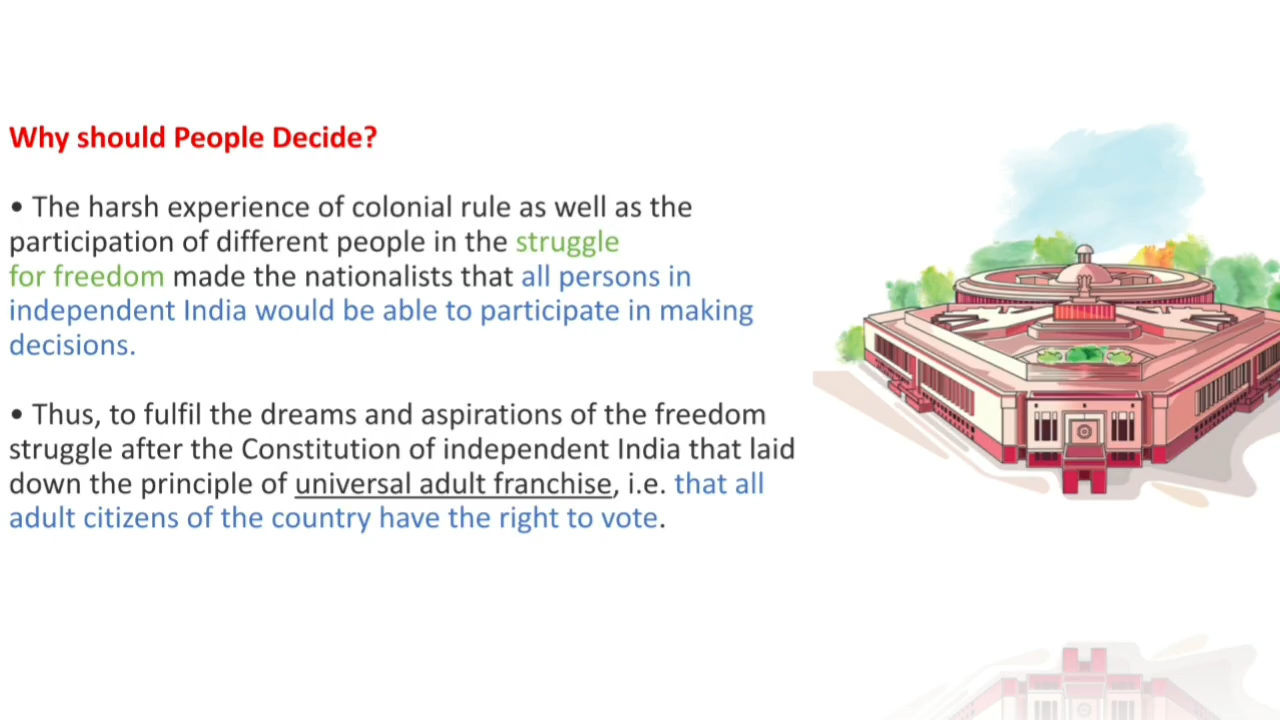 Why should People Decide?
• The harsh experience of colonial rule as well as the
participation of different people in the struggle
for freedom made the nationalists that all persons in
independent India would be able to participate in making
decisions.
• Thus, to fulfil the dreams and aspirations of the freedom
struggle after the Constitution of independent India that laid
down the principle of universal adult franchise, i.e. that all
adult citizens of the country have the right to vote.